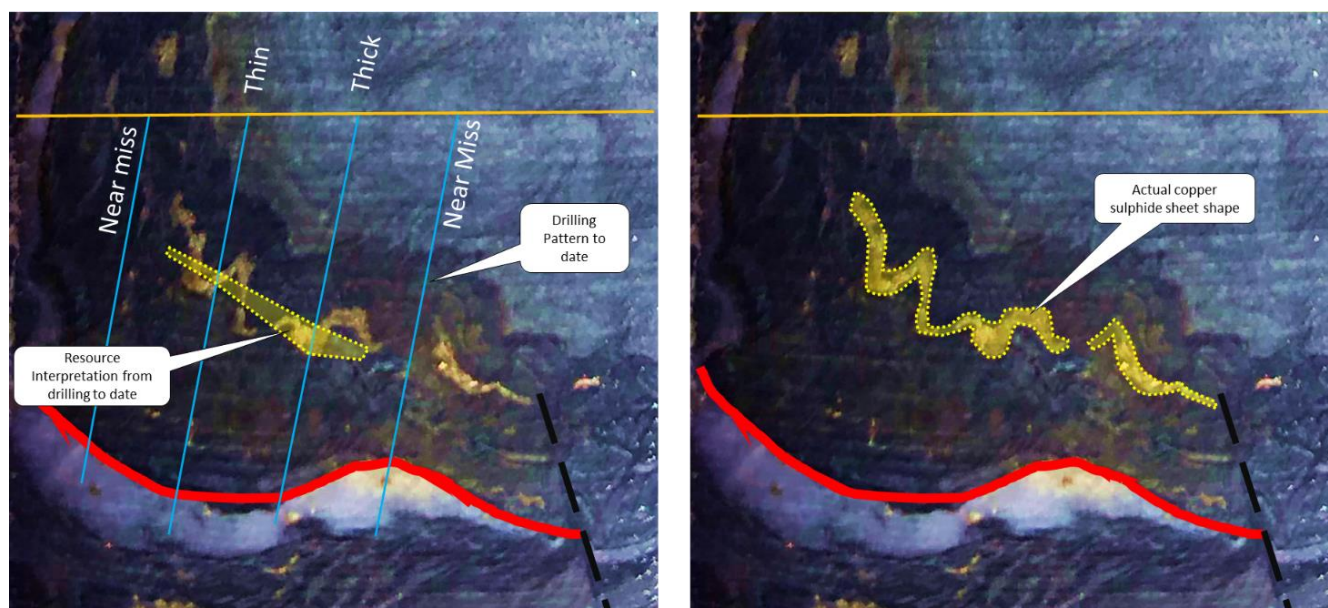 Near miss
Thin
Thick
Near Miss
Drilling
Pattern to
date
Resource
Interpretation from
drilling to date
Actual copper
sulphide sheet shape